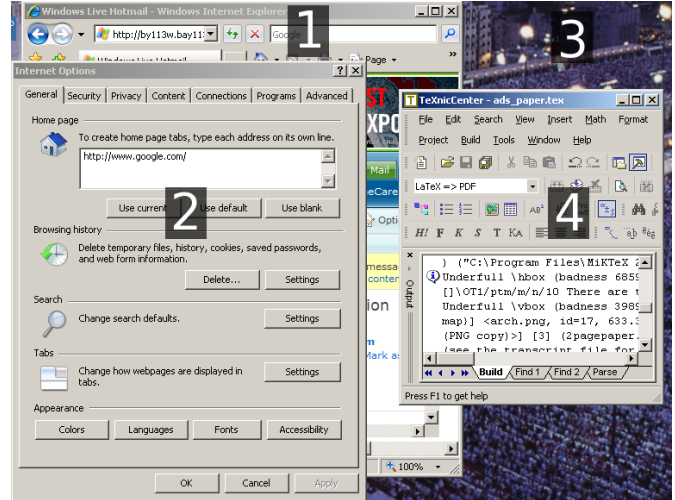 Windows Live Hotmail - Windows Internet Explorer
1
3
http://by113w.bay11
Google
Page
»
Internet Options
General Security Privacy Content Connections Programs Advanced
Home page
To create home page tabs, type each address on its own line.
http://www.google.com/
Use current Use default Use blank
2
Browsing history
Delete temporary files, history, cookies, saved passwords,
and web form information.
Delete... Settings
Search
Change search defaults. Settings
Tabs
Change how webpages are displayed in
tabs.
Settings
Appearance
Colors Languages Fonts Accessibility
OK Cancel Apply
Mail
100%
TeXnicCenter - ads_paper.tex
File Edit Search View Insert Math Format
Project Build Tools Window Help
LaTeX => PDF
4
H! F K S T KA
Output
) ("C:\Program Files\MiKTeX 2
Underfull \hbox (badness 6859
[]\OT1/ptm/m/n/10 There are
Underfull \vbox (badness 3989
map)] <arch.png, id=17, 633.
(PNG copy)>] [3] (2pagepaper.
(see the transcript file for
Build Find 1 Find 2 Parse
Press F1 to get help